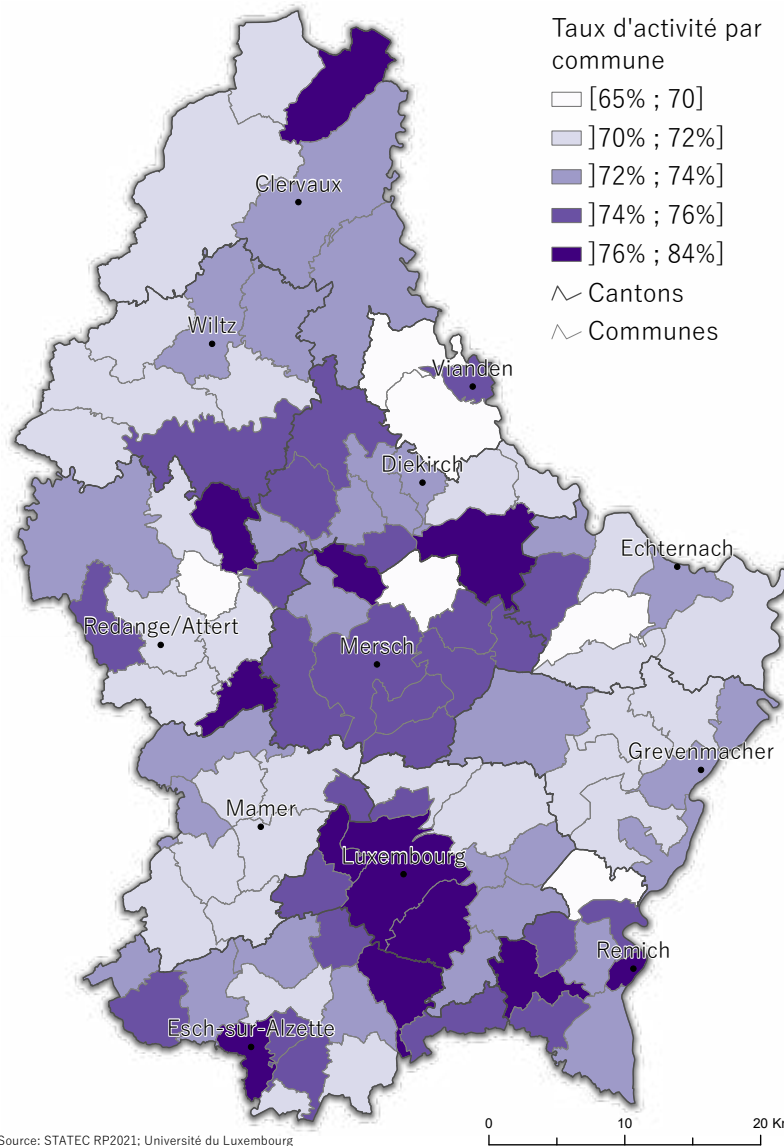 Taux d'activité par
commune
[65% ; 70]
]70% ; 72%]
]72% ; 74%]
]74% ; 76%]
]76% ; 84%]
Cantons
Communes
Clervaux
Wiltz
Vianden
Diekirch
Echternach
Redange/Attert
Mersch
Grevenmacher
Mamer
Luxembourg
Remich
Esch-sur-Alzette
0 10 20
Source: STATEC RP2021; Université du Luxembourg